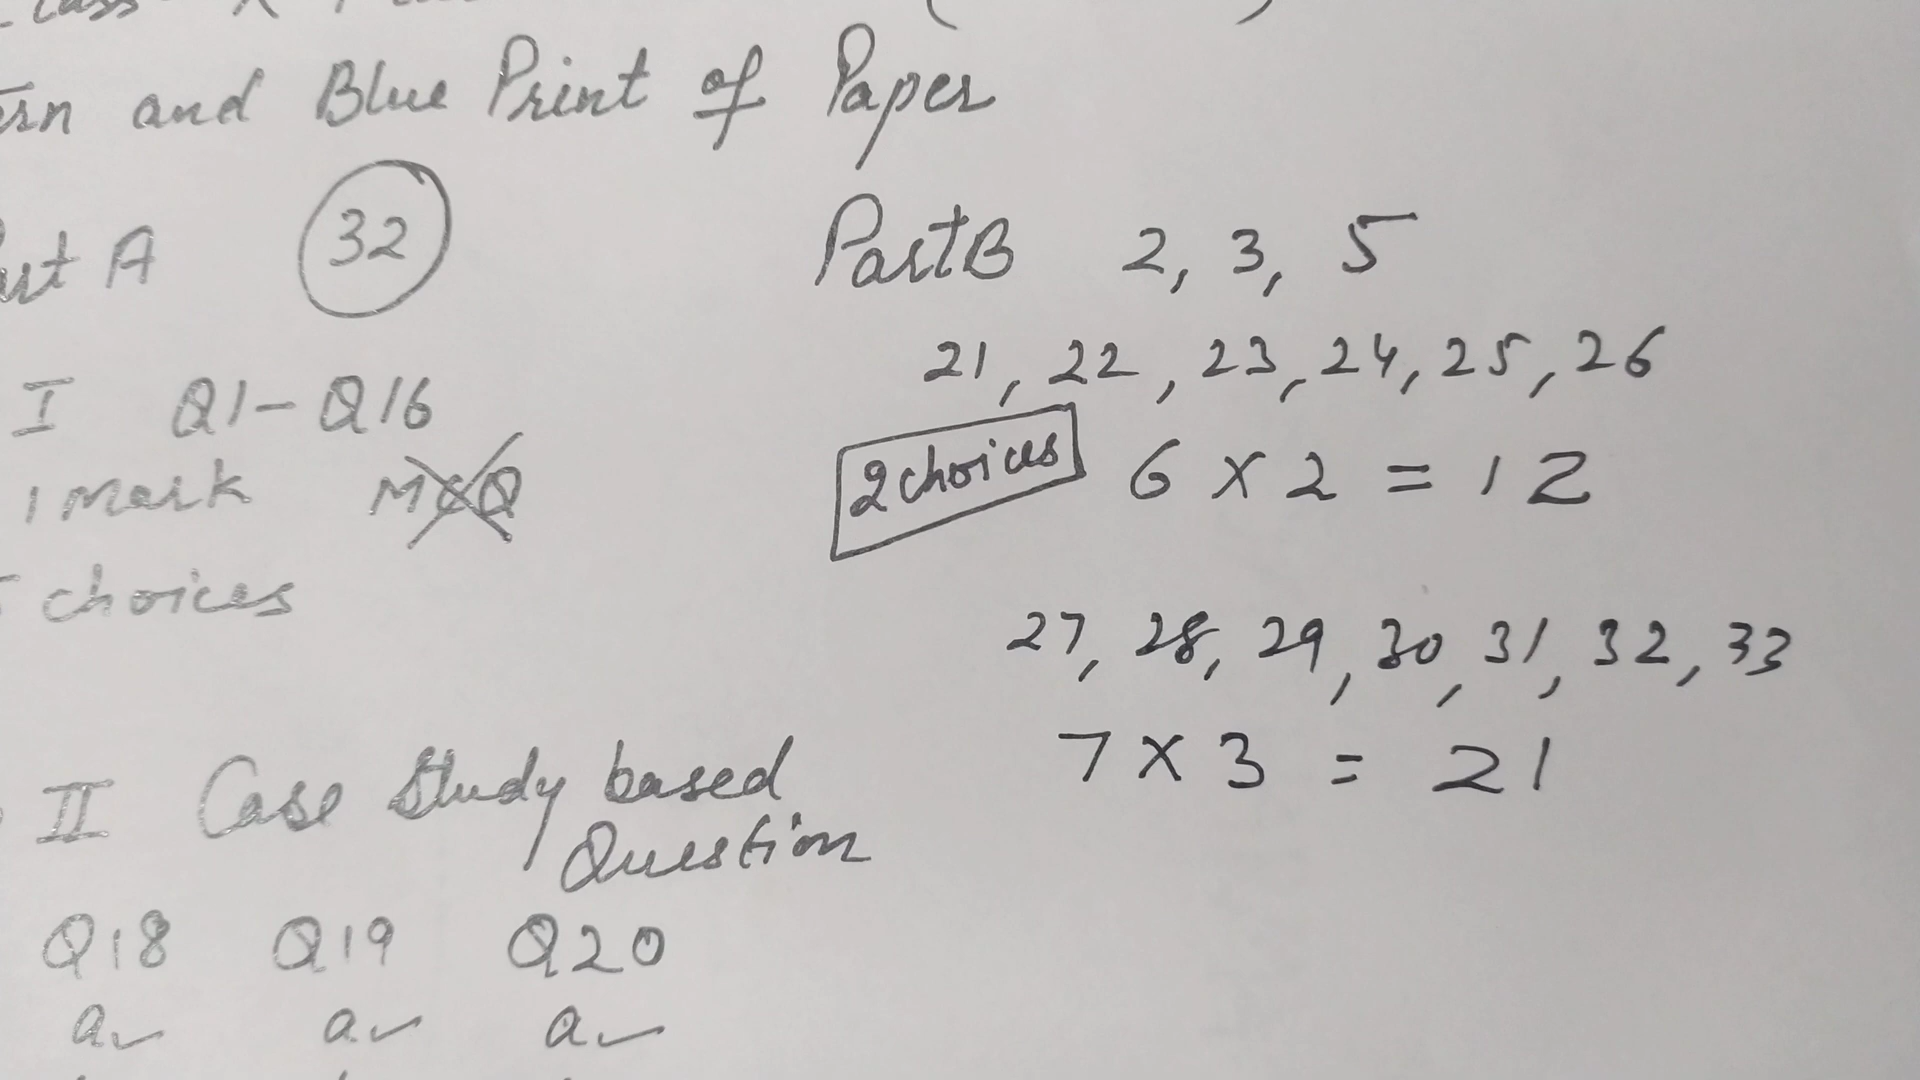 and Blue Print of Paper
A 32
I Q1-Q16
1 Mark MCQ
choices
II Case Study based
Question
Q18 Q19 Q20
a a a
Part B 2, 3, 5
21, 22, 23, 24, 25, 26
2 choices 6 x 2 = 12
27, 28, 29, 30, 31, 32, 33
7 x 3 = 21